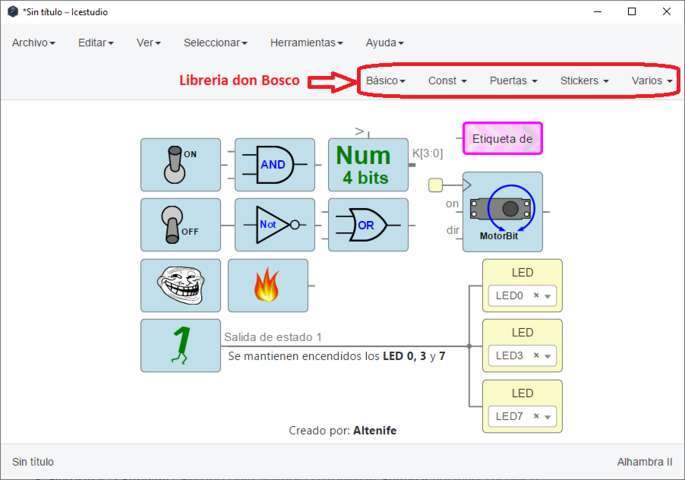 *Sin título – Icestudio
Archivo Editar Ver Seleccionar Herramientas Ayuda
Libreria don Bosco
Básico Const Puertas Stickers Varios
ON
AND
Num
4 bits
K[3:0]
Etiqueta de
OFF
Not
OR
on
dir
MotorBit
LED
LED0
1
Salida de estado 1
Se mantienen encendidos los LED 0, 3 y 7
LED
LED3
LED
LED7
Creado por: Altenife
Sin título
Alhambra II